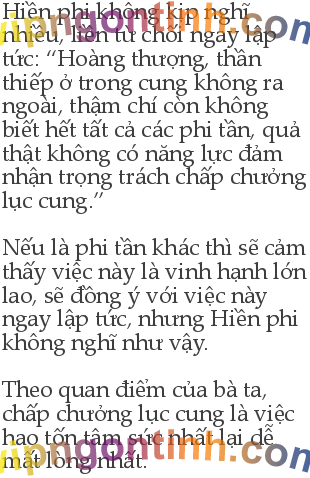 Hiền phi không kịp nghĩ
nhiều, liền từ chối ngay lập
tức: “Hoàng thượng, thần
thiếp ở trong cung không ra
ngoài, thậm chí còn không
biết hết tất cả các phi tần, quả
thật không có năng lực đảm
nhận trọng trách chấp chưởng
lục cung.”
Nếu là phi tần khác thì sẽ cảm
thấy việc này là vinh hạnh lớn
lao, sẽ đồng ý với việc này
ngay lập tức, nhưng Hiền phi
không nghĩ như vậy.
Theo quan điểm của bà ta,
chấp chưởng lục cung là việc
hao tốn tâm sức nhất lại dễ
mất lòng nhất.
vipngontinh.com
vipngontinh.com